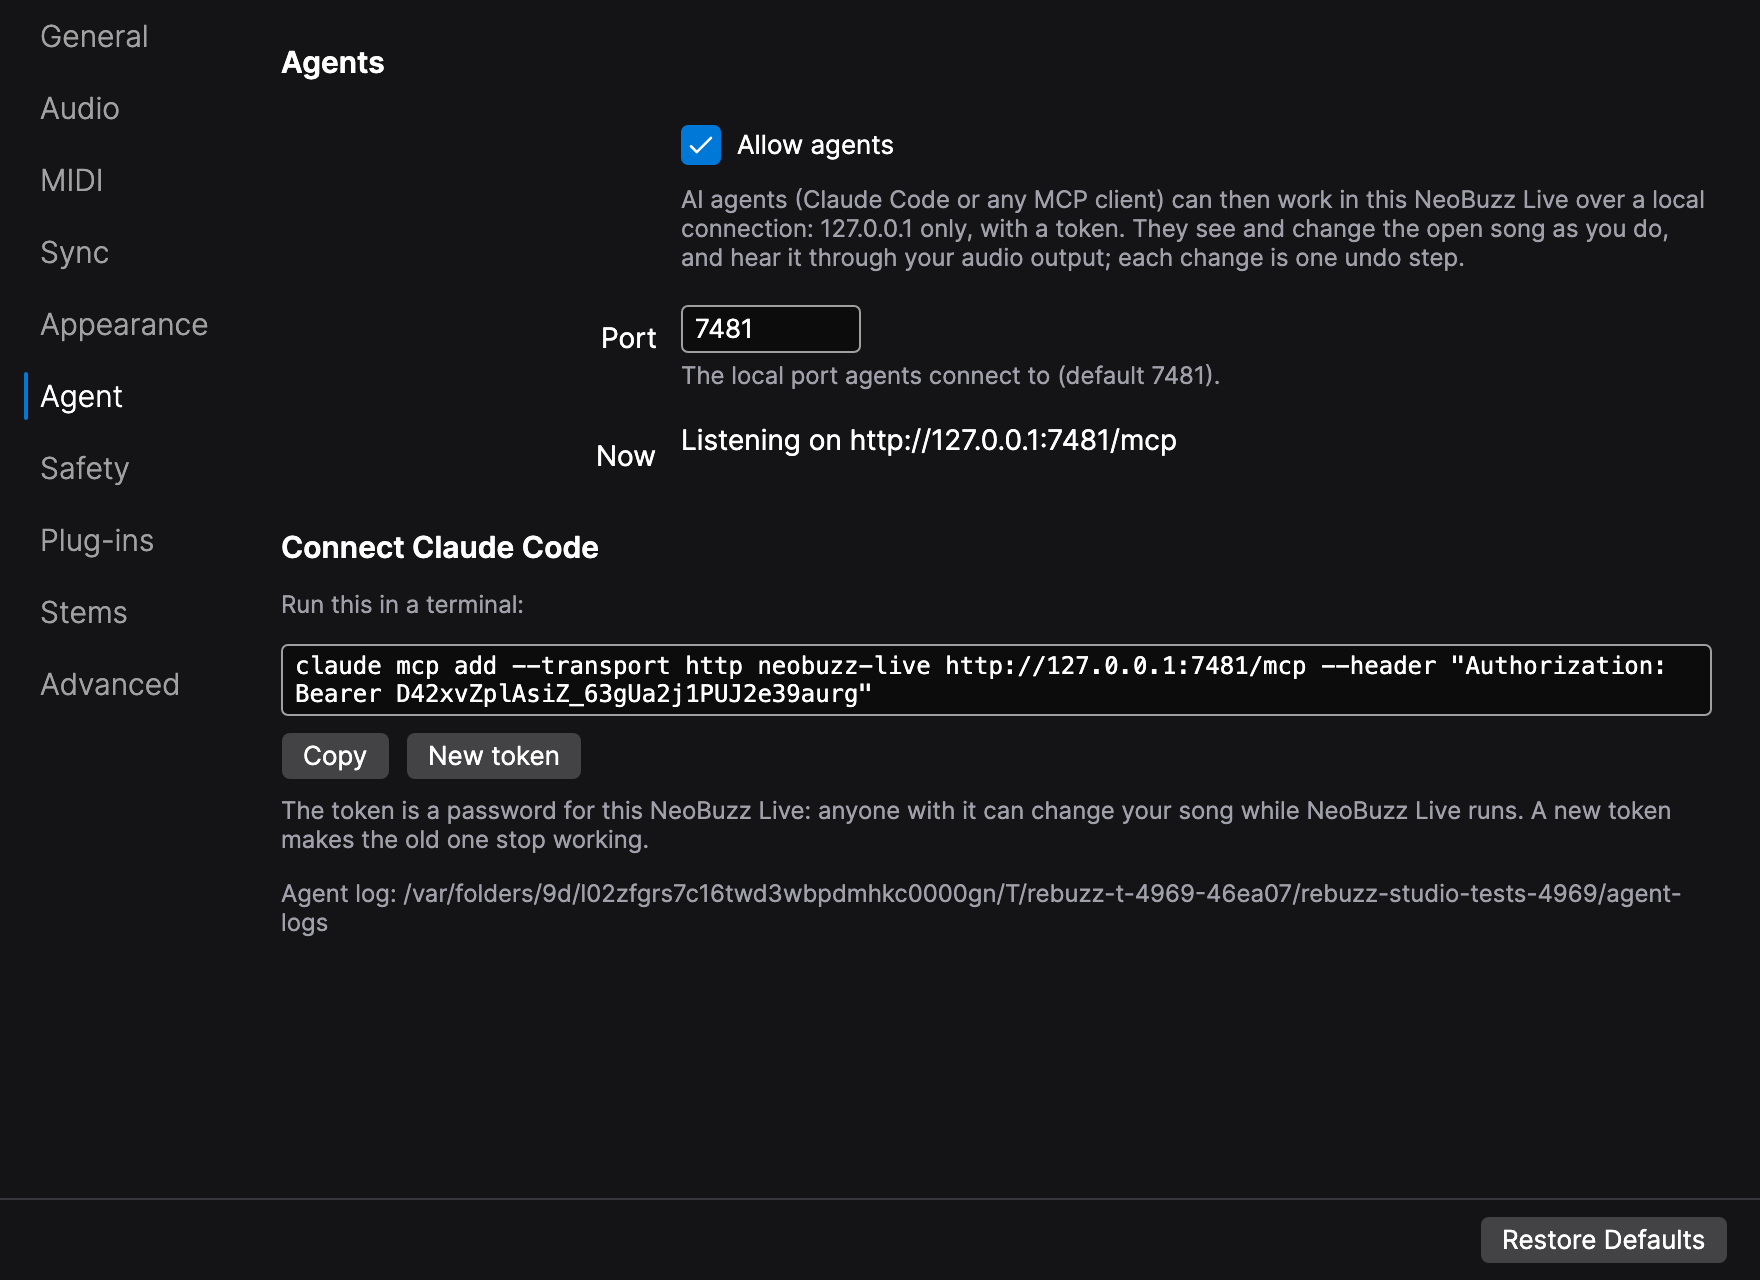 General
Audio
MIDI
Sync
Appearance
Agent
Safety
Plug-ins
Stems
Advanced
Agents
Allow agents
AI agents (Claude Code or any MCP client) can then work in this NeoBuzz Live over a local
connection: 127.0.0.1 only, with a token. They see and change the open song as you do,
and hear it through your audio output; each change is one undo step.
Port
7481
The local port agents connect to (default 7481).
Now
Listening on http://127.0.0.1:7481/mcp
Connect Claude Code
Run this in a terminal:
claude mcp add --transport http neobuzz-live http://127.0.0.1:7481/mcp --header "Authorization:
Bearer D42xvZplAsiZ_63gUa2j1PUJ2e39aurg"
Copy
New token
The token is a password for this NeoBuzz Live: anyone with it can change your song while NeoBuzz Live runs. A new token
makes the old one stop working.
Agent log: /var/folders/9d/l02zfgrs7c16twd3wbpdmhkc0000gn/T/rebuzz-t-4969-46ea07/rebuzz-studio-tests-4969/agent-
logs
Restore Defaults